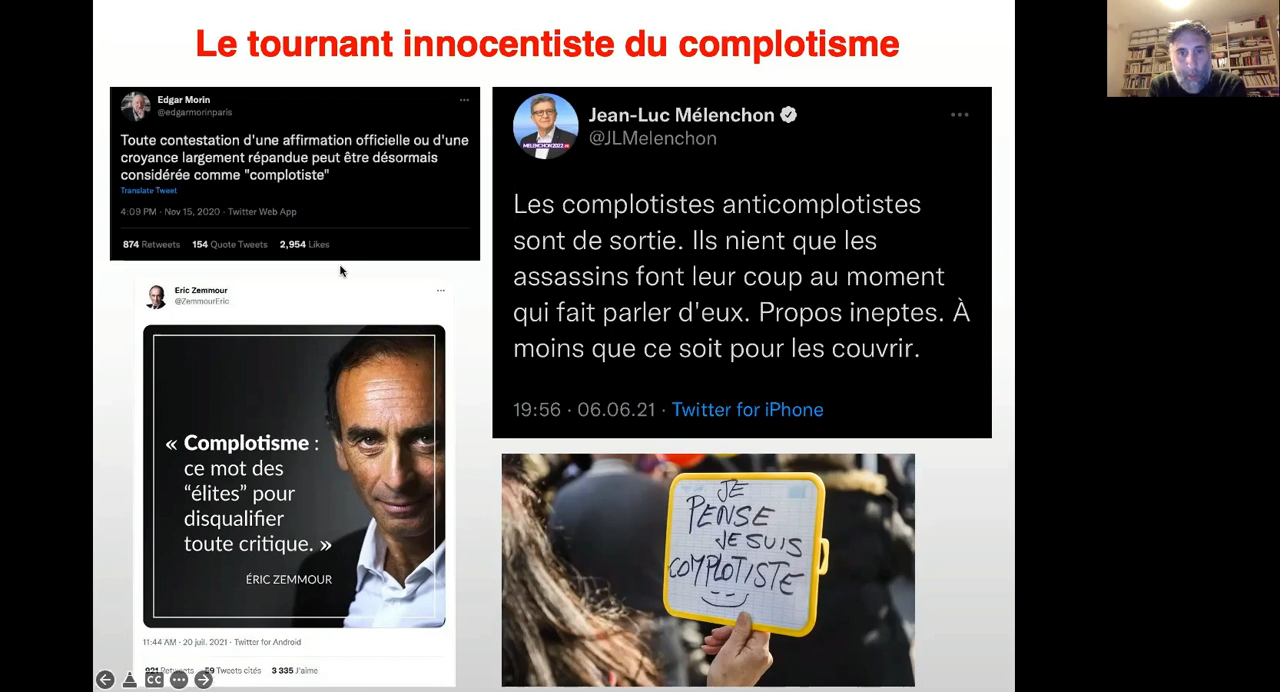 Le tournant innocentiste du complotisme
Edgar Morin
@edgarmorinparis
Toute contestation d'une affirmation officielle ou d'une
croyance largement répandue peut être désormais
considérée comme "complotiste"
Translate Tweet
4:09 PM · Nov 15, 2020 · Twitter Web App
874 Retweets 154 Quote Tweets 2,954 Likes
Eric Zemmour
@ZemmourEric
« Complotisme :
ce mot des
“élites” pour
disqualifier
toute critique. »
ÉRIC ZEMMOUR
11:44 AM · 20 juil. 2021 · Twitter for Android
921 Retweets 59 Tweets cités 3 335 J'aime
CC
Jean-Luc Mélenchon
@JLMelenchon
MELENCHON2022
Les complotistes anticomplotistes
sont de sortie. Ils nient que les
assassins font leur coup au moment
qui fait parler d'eux. Propos ineptes. À
moins que ce soit pour les couvrir.
19:56 · 06.06.21 · Twitter for iPhone
JE
PENSE
JE SUIS
COMPLOTISTE